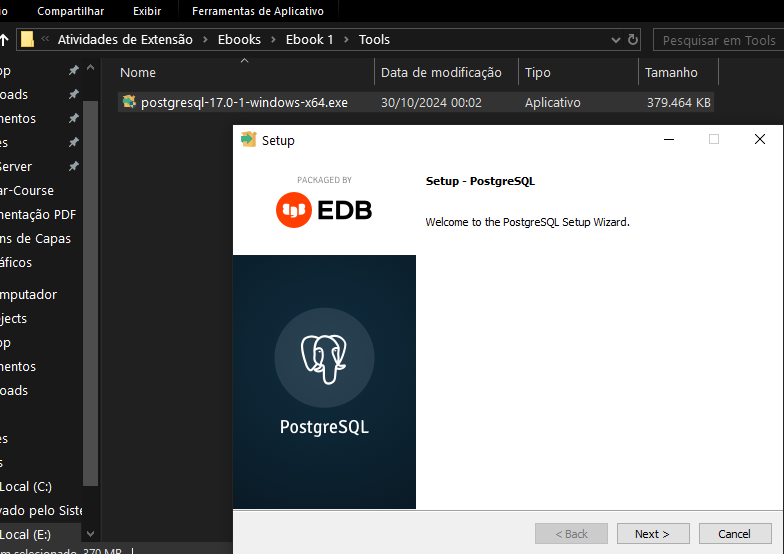 Compartilhar Exibir Ferramentas de Aplicativo
Atividades de Extensão > Ebooks > Ebook 1 > Tools
Pesquisar em Tools
Nome Data de modificação Tipo Tamanho
postgresql-17.0-1-windows-x64.exe 30/10/2024 00:02 Aplicativo 379.464 KB
op
oads
mentos
es
Server
ar-Course
mentação PDF
ns de Capas
áficos
mputador
jects
op
mentos
oads
es
s
Local (C:)
vado pelo Siste
Local (E:)
m selecionado 370 MB
Setup
PACKAGED BY
EDB
PostgreSQL
Setup - PostgreSQL
Welcome to the PostgreSQL Setup Wizard.
< Back Next > Cancel